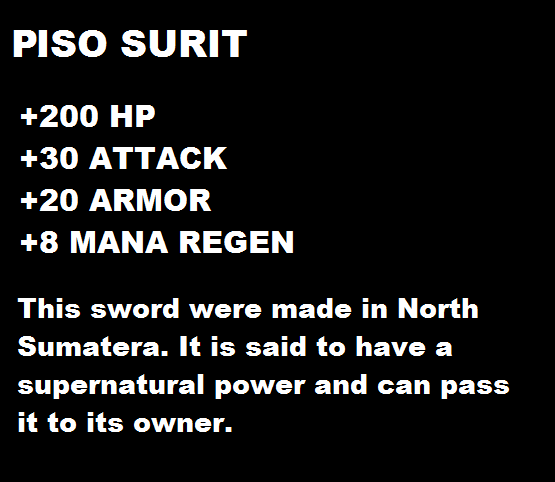 PISO SURIT
+200 HP
+30 ATTACK
+20 ARMOR
+8 MANA REGEN
This sword were made in North
Sumatera. It is said to have a
supernatural power and can pass
it to its owner.